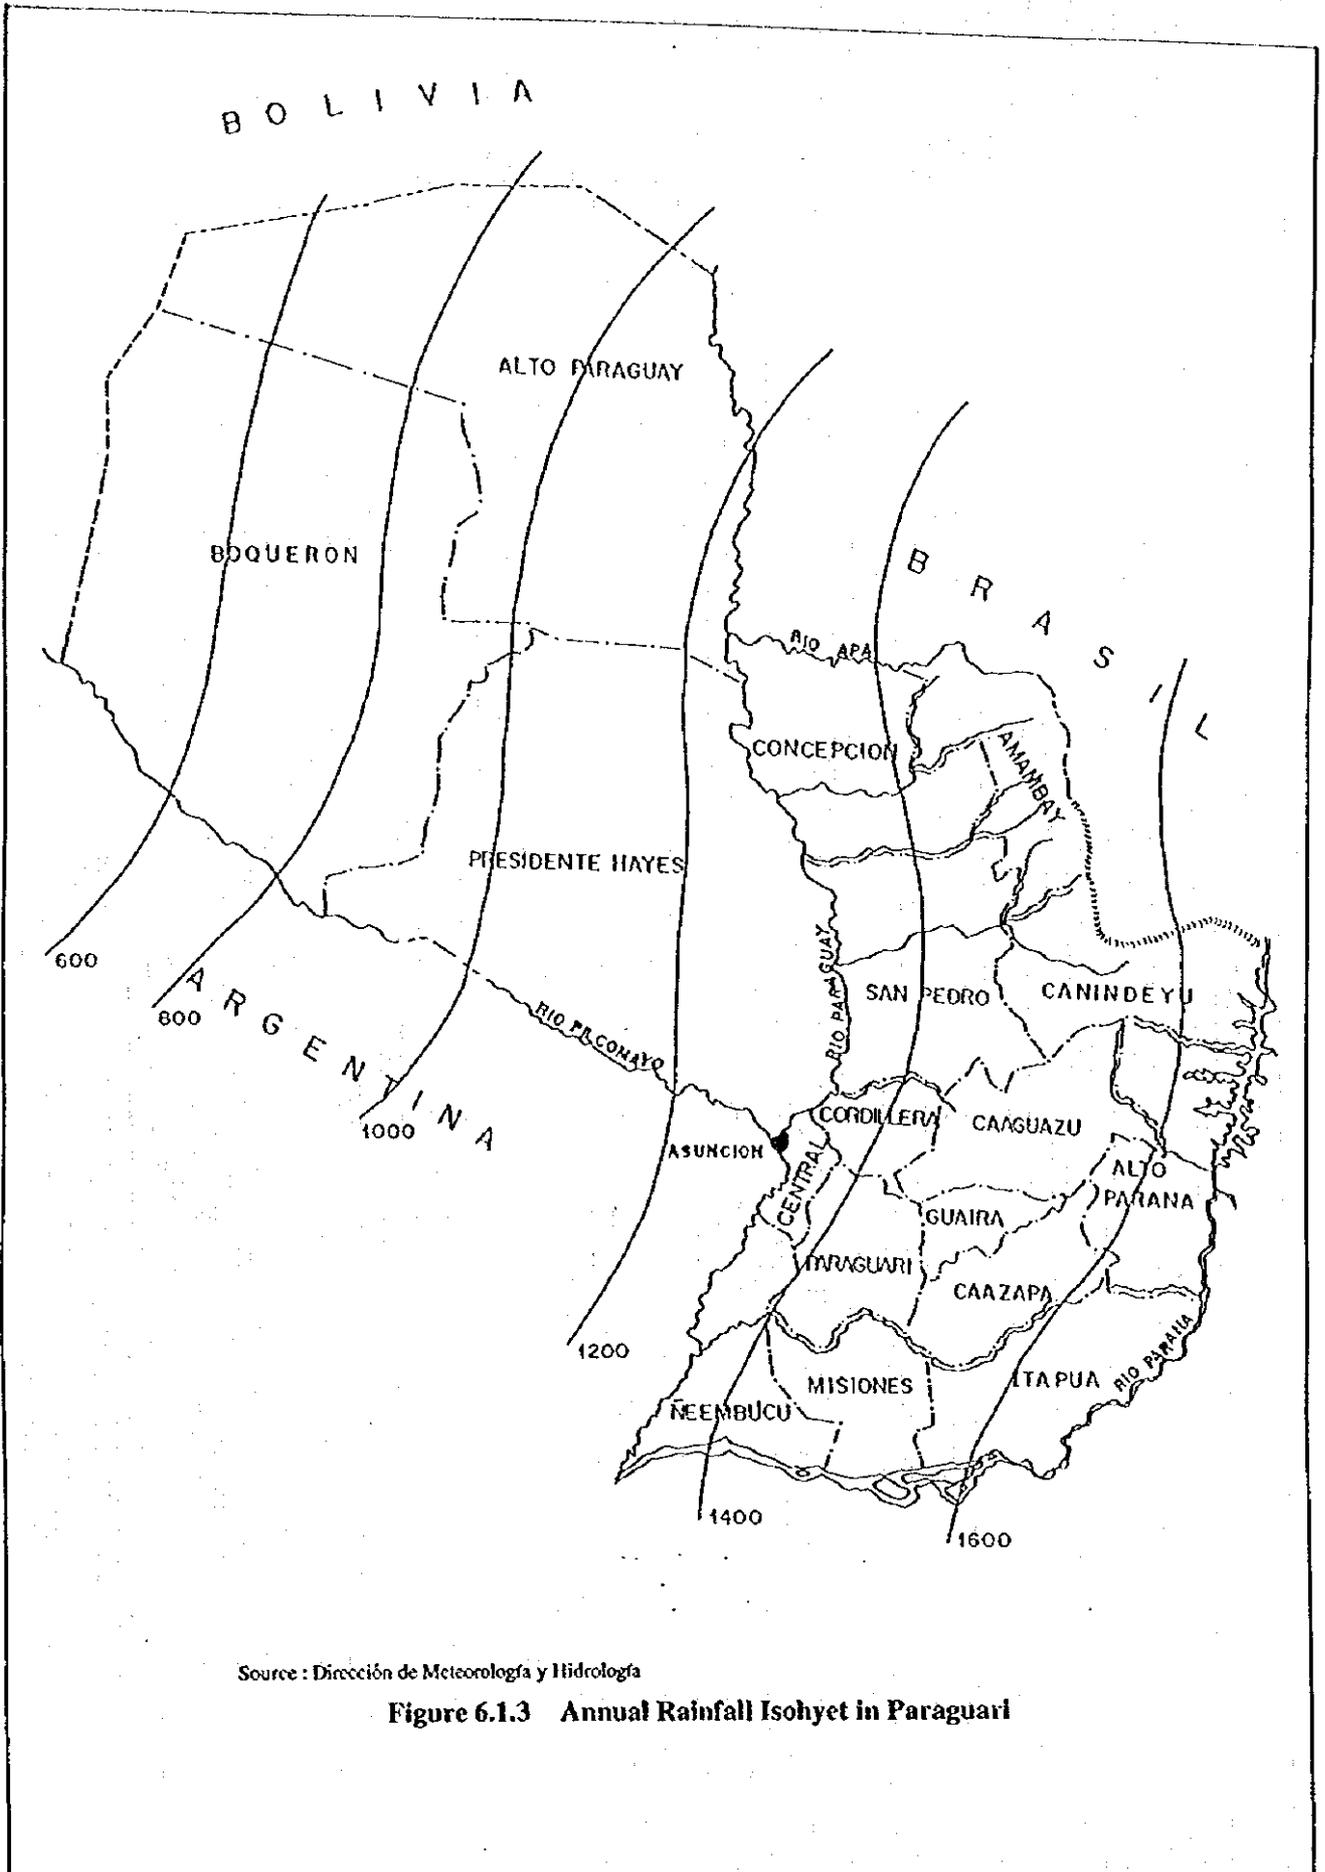 BOLIVIA
ALTO PARAGUAY
BOQUERON
BRASIL
RIO APA
CONCEPCION
AMAMBAY
PRESIDENTE HAYES
RIO PARAGUAY
600
ARGENTINA
800
SAN PEDRO
CANINDEYU
RIO PILCOMAYO
1000
ASUNCION
CORDILLERA
CAAGUAZU
CENTRAL
ALTO
PARANA
GUAIRA
PARAGUARI
CAAZAPA
1200
MISIONES
ITAPUA
RIO PARANA
ÑEEMBUCU
1400
1600
Source : Dirección de Meteorología y Hidrología
Figure 6.1.3 Annual Rainfall Isohyet in Paraguari